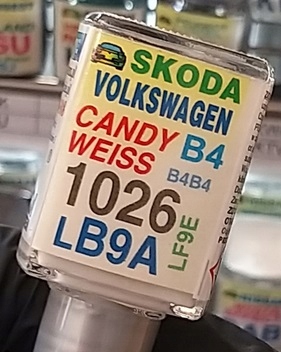 SKODA
VOLKSWAGEN
CANDY B4
WEISS B4B4
1026
LB9A
LF9E